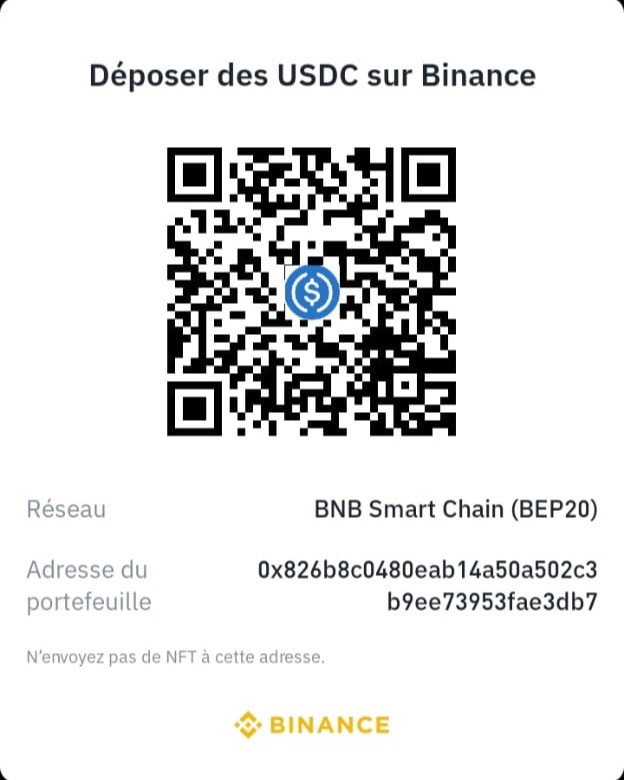 Déposer des USDC sur Binance
Réseau
BNB Smart Chain (BEP20)
Adresse du portefeuille
0x826b8c0480eab14a50a502c3
b9ee73953fae3db7
N'envoyez pas de NFT à cette adresse.
BINANCE